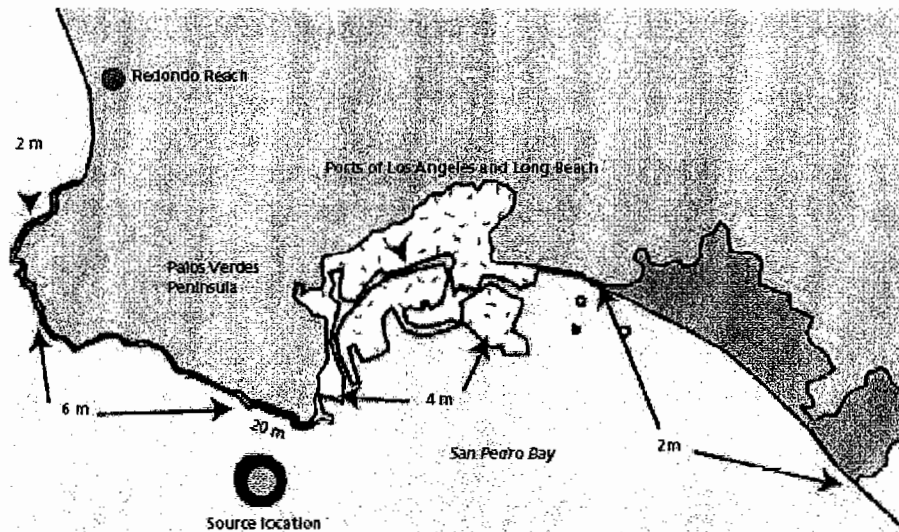 Redondo Reach
2 m
Ports of Los Angeles and Long Beach
Palos Verdes
Peninsula
6 m
4 m
20 m
San Pedro Bay
2m
Source location